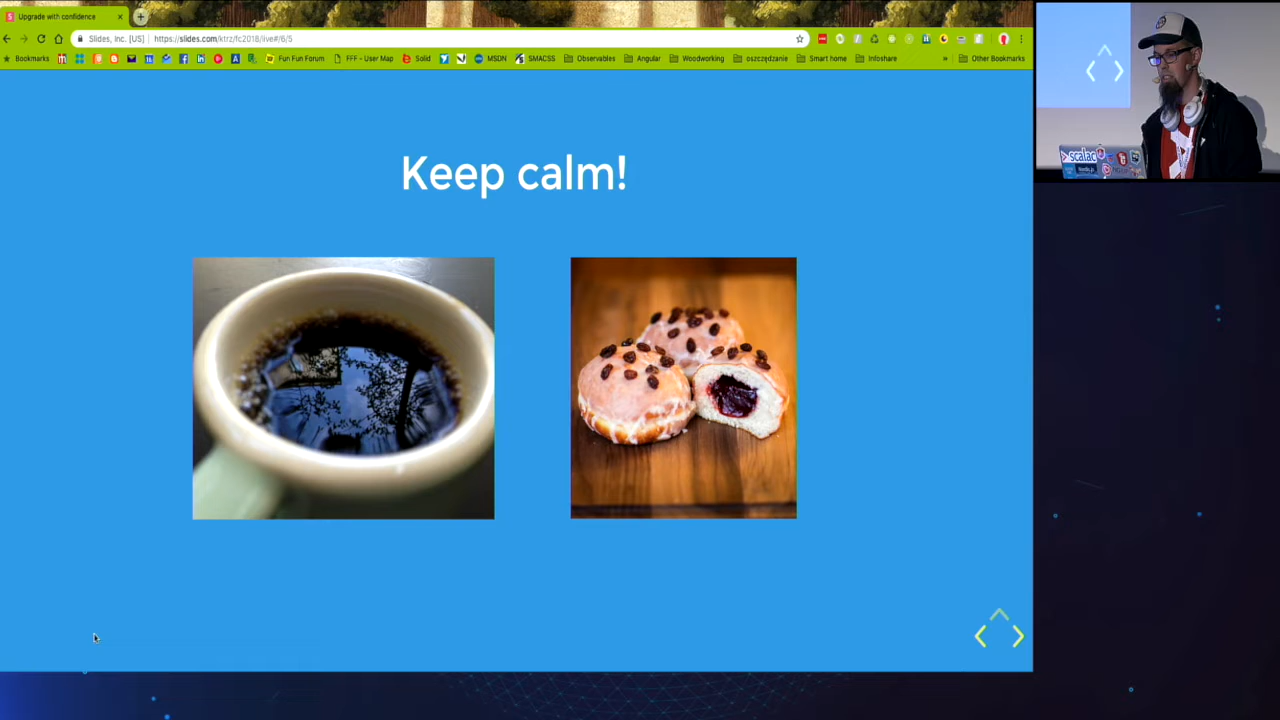 Upgrade with confidence
Slides, Inc. [US]
https://slides.com/ktrz/fc2018/live#/6/5
Bookmarks
Fun Fun Forum
FFF - User Map
Solid
MSDN
SMACSS
Observables
Angular
Woodworking
oszczędzanie
Smart home
Infoshare
»
Other Bookmarks
Keep calm!
scalac